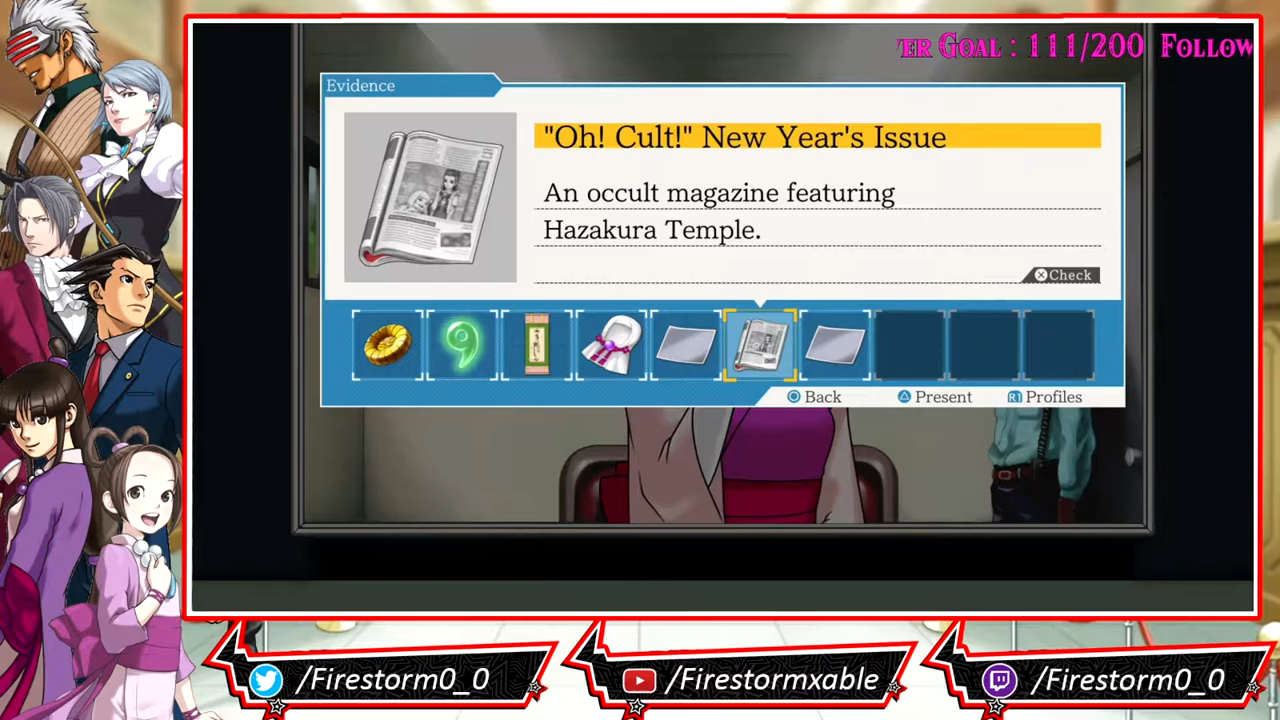 ER GOAL : 111/200 FOLLOW
Evidence
"Oh! Cult!" New Year's Issue
An occult magazine featuring
Hazakura Temple.
Check
Back Present R1 Profiles
/Firestorm0_0 /Firestormxable /Firestorm0_0